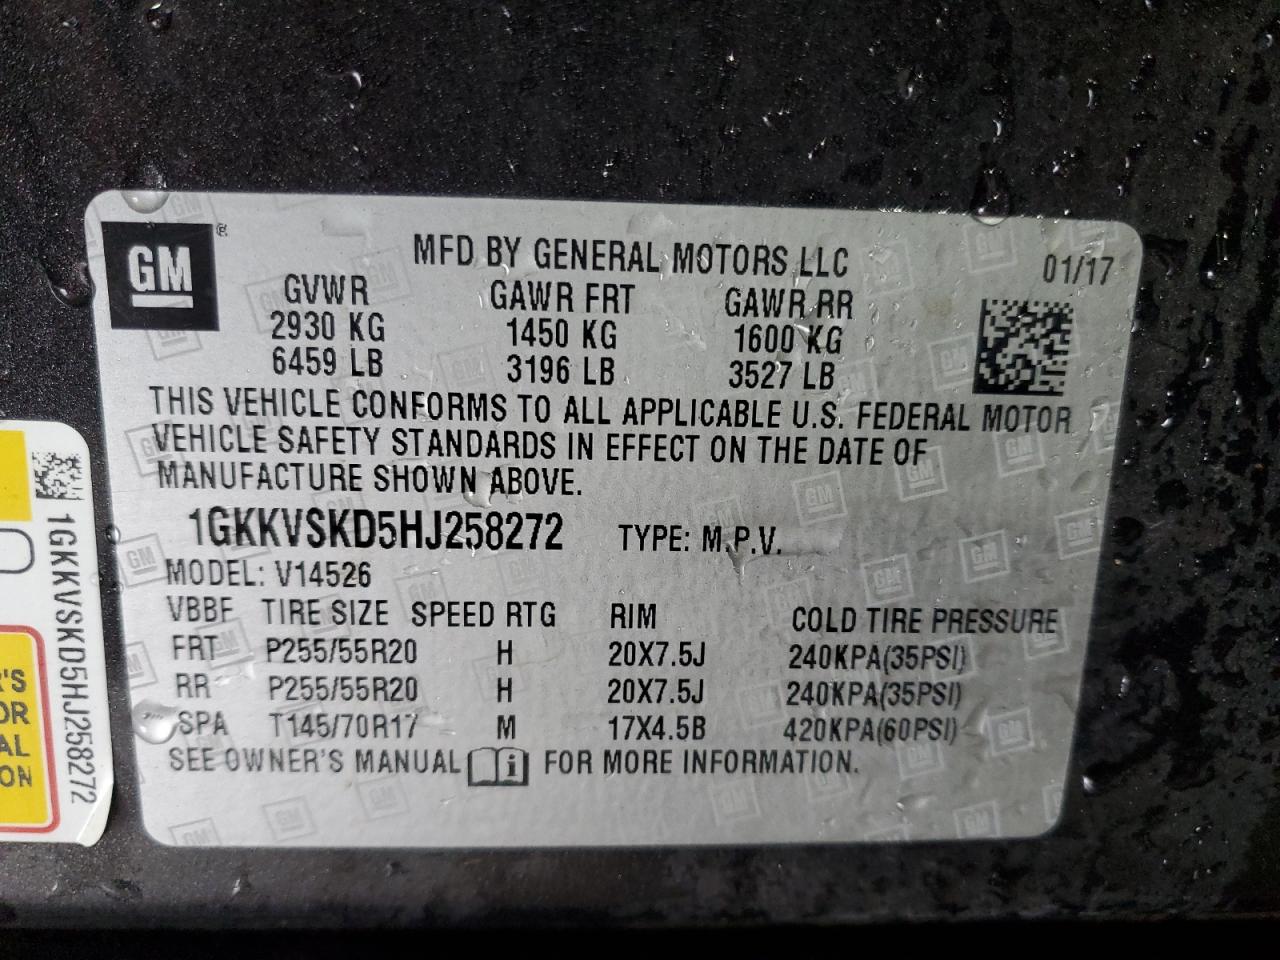 GM
MFD BY GENERAL MOTORS LLC
01/17
GVWR GAWR FRT GAWR RR
2930 KG 1450 KG 1600 KG
6459 LB 3196 LB 3527 LB
THIS VEHICLE CONFORMS TO ALL APPLICABLE U.S. FEDERAL MOTOR
VEHICLE SAFETY STANDARDS IN EFFECT ON THE DATE OF
MANUFACTURE SHOWN ABOVE.
1GKKVSKD5HJ258272 TYPE: M.P.V.
MODEL: V14526
VBBF TIRE SIZE SPEED RTG RIM COLD TIRE PRESSURE
FRT P255/55R20 H 20X7.5J 240KPA(35PSI)
RR P255/55R20 H 20X7.5J 240KPA(35PSI)
SPA T145/70R17 M 17X4.5B 420KPA(60PSI)
SEE OWNER'S MANUAL i FOR MORE INFORMATION.
1GKKVSKD5HJ258272
'S
OR
AL
ON